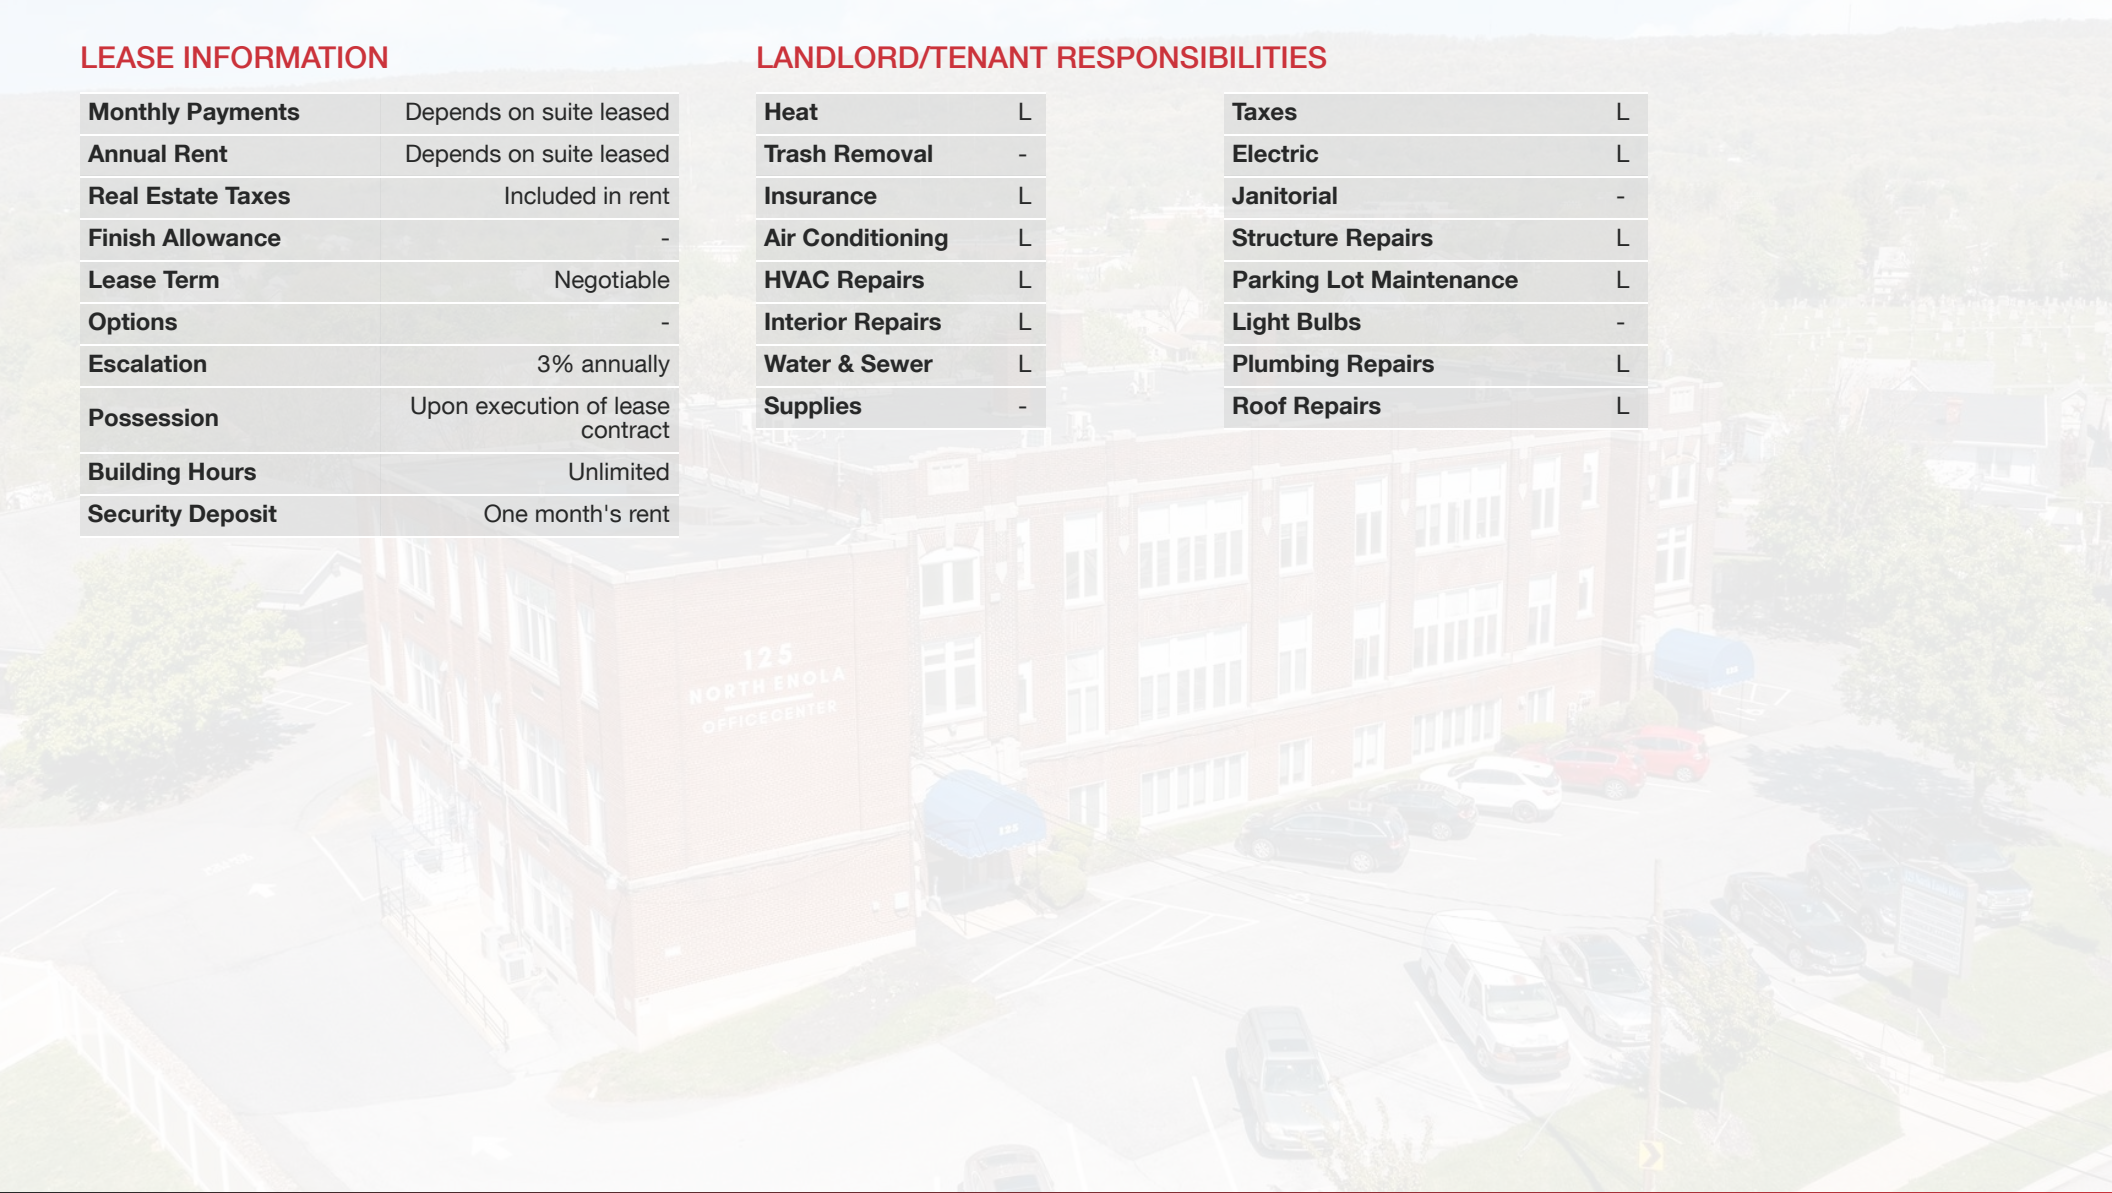 LEASE INFORMATION
Monthly Payments Depends on suite leased
Annual Rent Depends on suite leased
Real Estate Taxes Included in rent
Finish Allowance -
Lease Term Negotiable
Options -
Escalation 3% annually
Possession Upon execution of lease
contract
Building Hours Unlimited
Security Deposit One month's rent
LANDLORD/TENANT RESPONSIBILITIES
Heat L
Trash Removal -
Insurance L
Air Conditioning L
HVAC Repairs L
Interior Repairs L
Water & Sewer L
Supplies -
Taxes L
Electric L
Janitorial -
Structure Repairs L
Parking Lot Maintenance L
Light Bulbs -
Plumbing Repairs L
Roof Repairs L
125
NORTH ENOLA
OFFICE CENTER